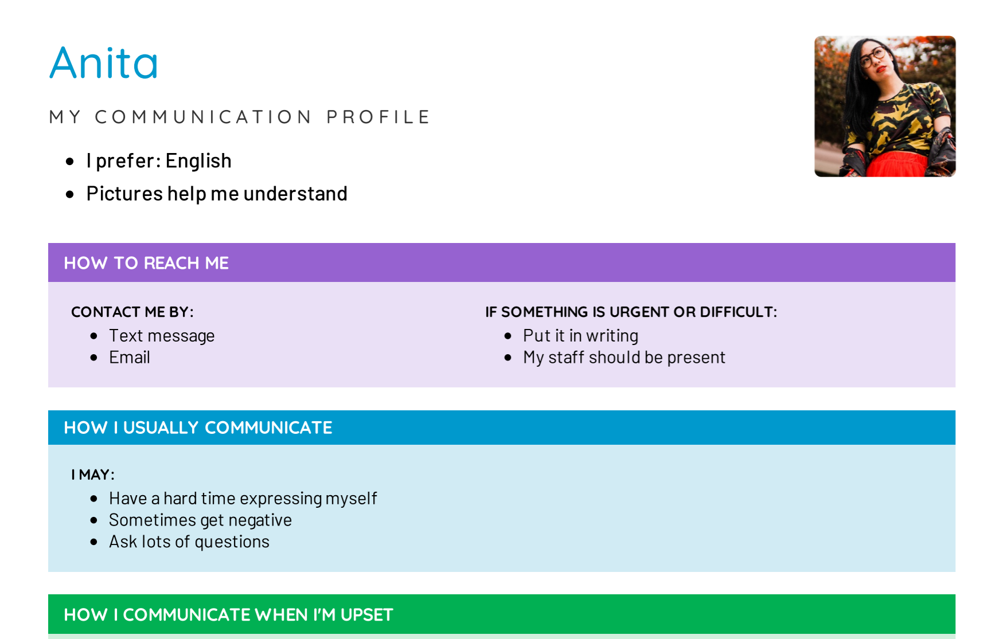 Anita
MY COMMUNICATION PROFILE
• I prefer: English
• Pictures help me understand
HOW TO REACH ME
CONTACT ME BY:
• Text message
• Email
IF SOMETHING IS URGENT OR DIFFICULT:
• Put it in writing
• My staff should be present
HOW I USUALLY COMMUNICATE
I MAY:
• Have a hard time expressing myself
• Sometimes get negative
• Ask lots of questions
HOW I COMMUNICATE WHEN I'M UPSET